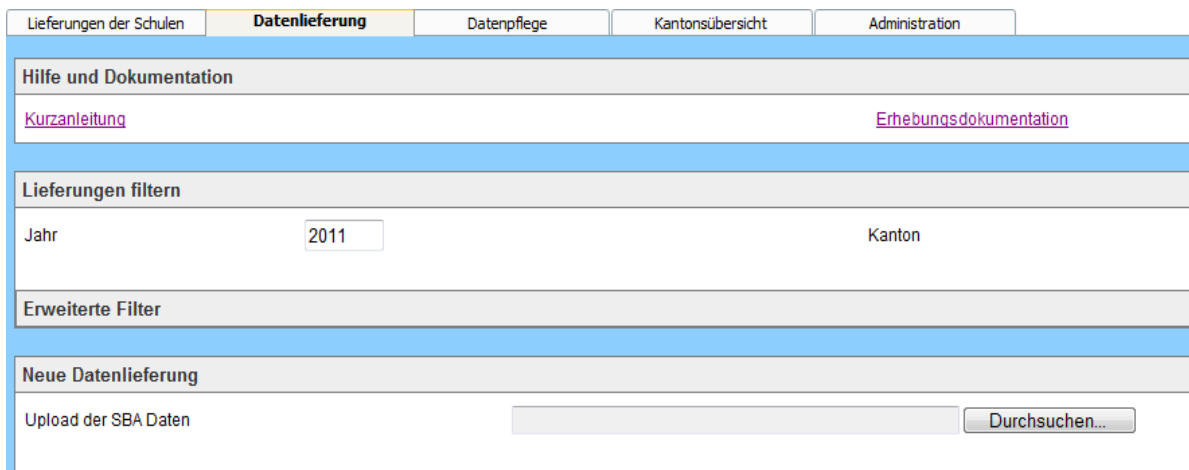 Lieferungen der Schulen Datenlieferung Datenpflege Kantonsübersicht Administration
Hilfe und Dokumentation
Kurzanleitung Erhebungsdokumentation
Lieferungen filtern
Jahr 2011 Kanton
Erweiterte Filter
Neue Datenlieferung
Upload der SBA Daten Durchsuchen...